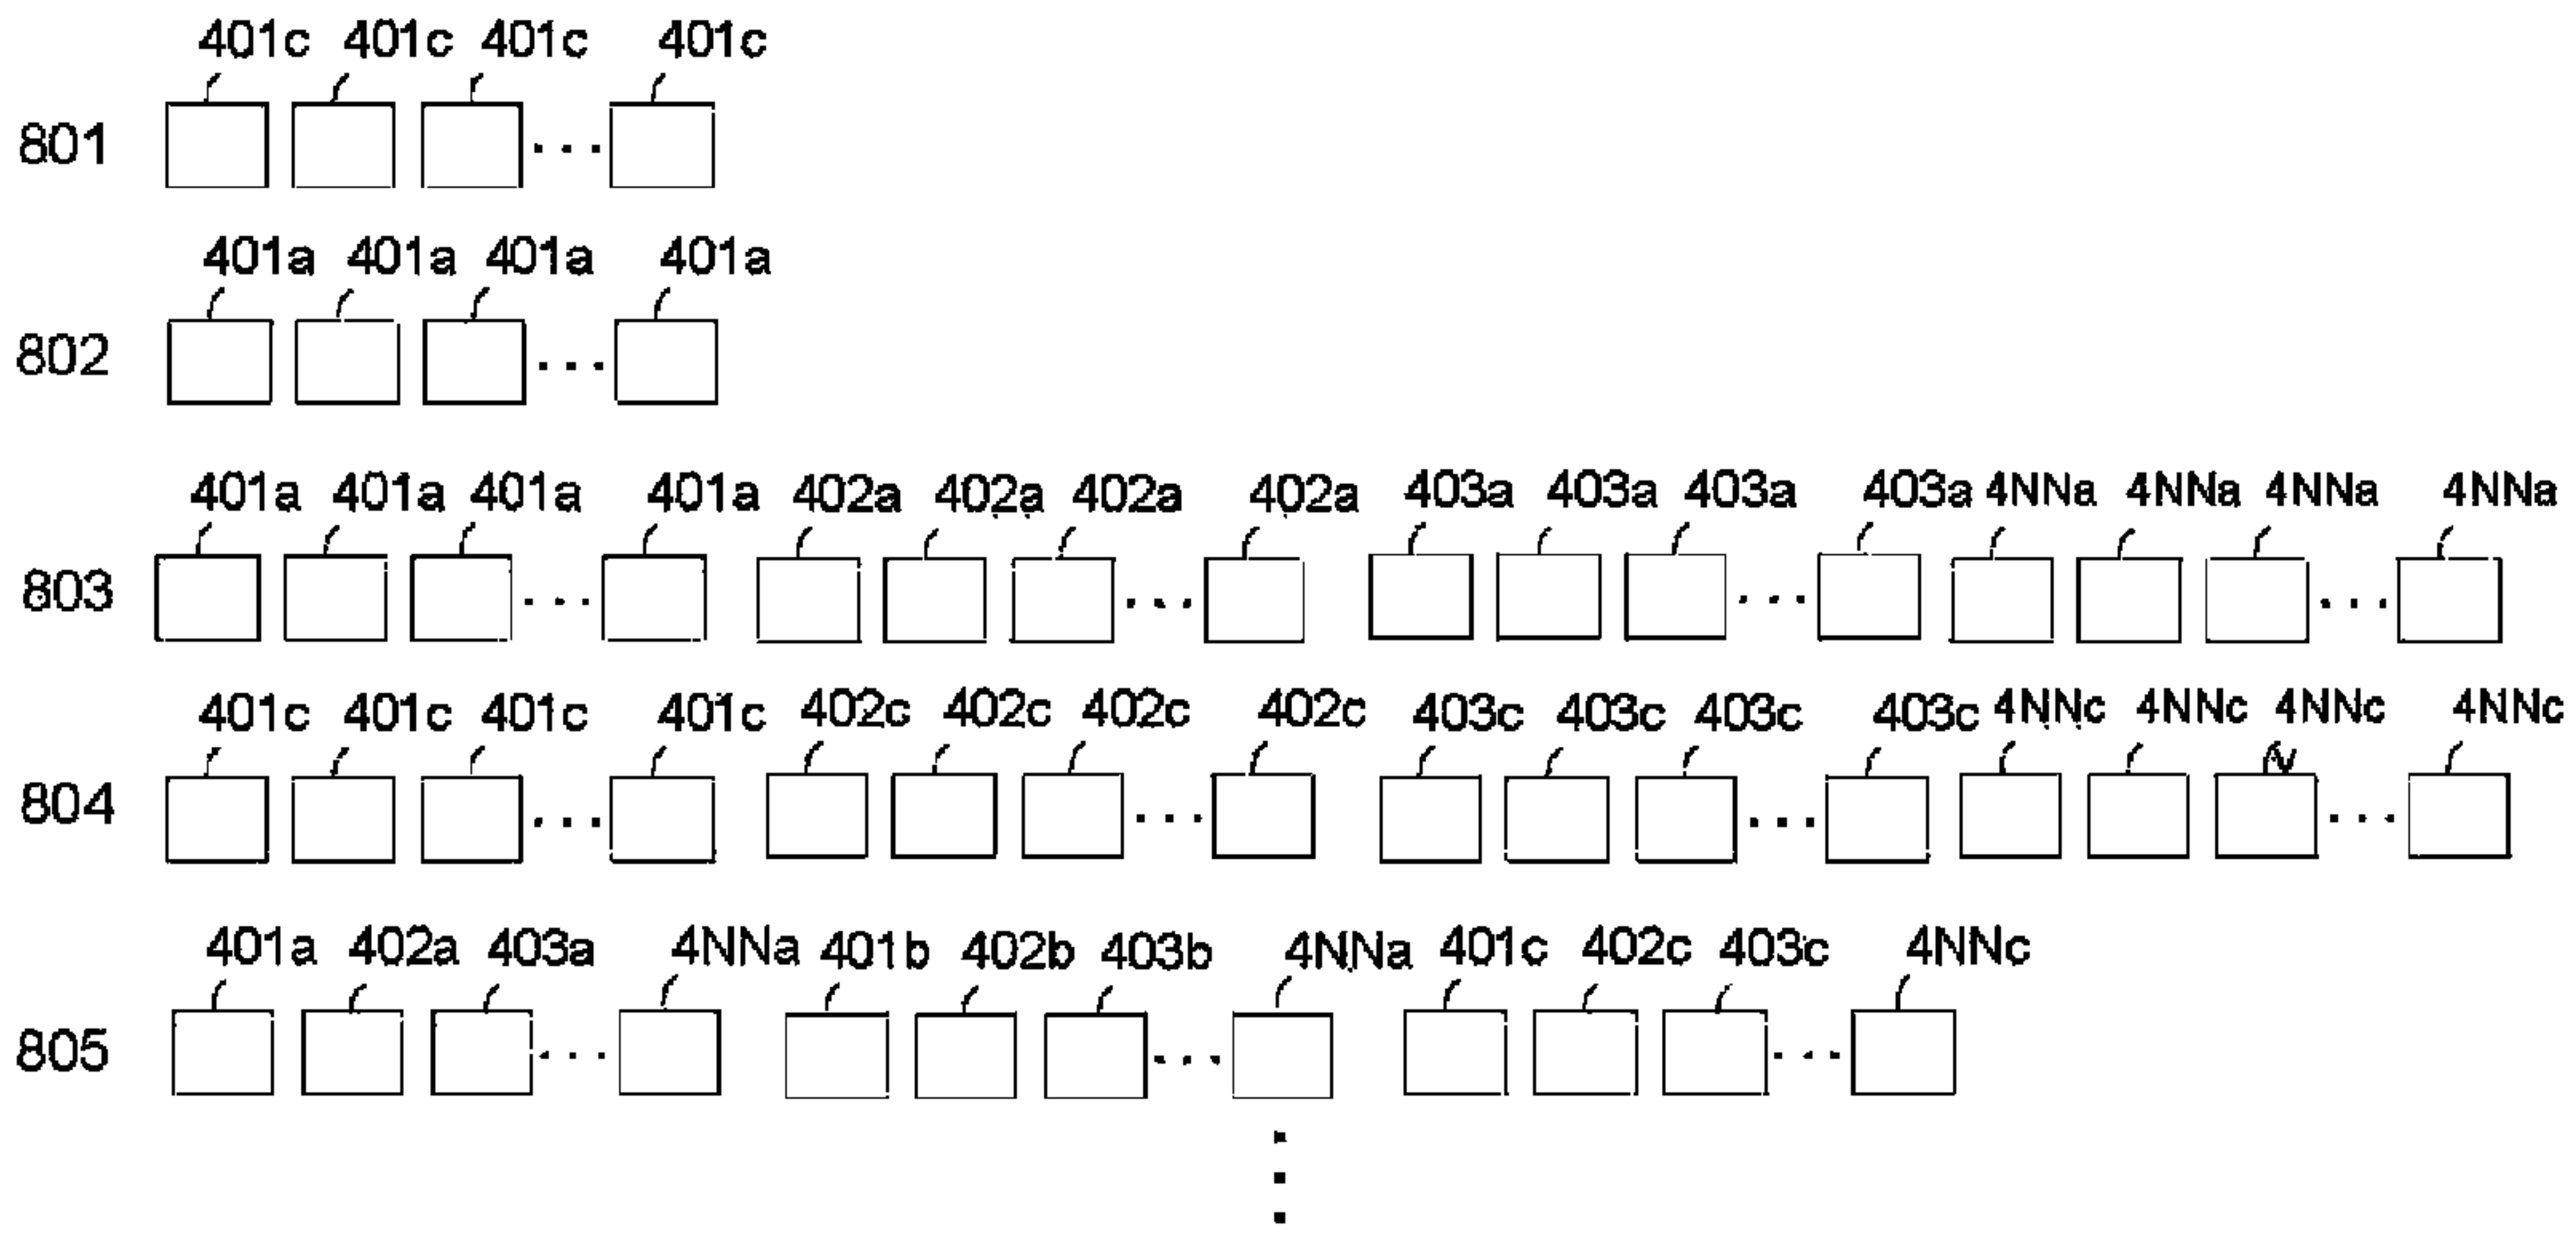 401c 401c 401c 401c
801 ... 
401a 401a 401a 401a
802 ...
401a 401a 401a 401a 402a 402a 402a 402a 403a 403a 403a 403a 4NNa 4NNa 4NNa 4NNa
803 ... ... ... ...
401c 401c 401c 401c 402c 402c 402c 402c 403c 403c 403c 403c 4NNc 4NNc 4NNc 4NNc
804 ... ... ... ...
401a 402a 403a 4NNa 401b 402b 403b 4NNa 401c 402c 403c 4NNc
805 ... ... ...